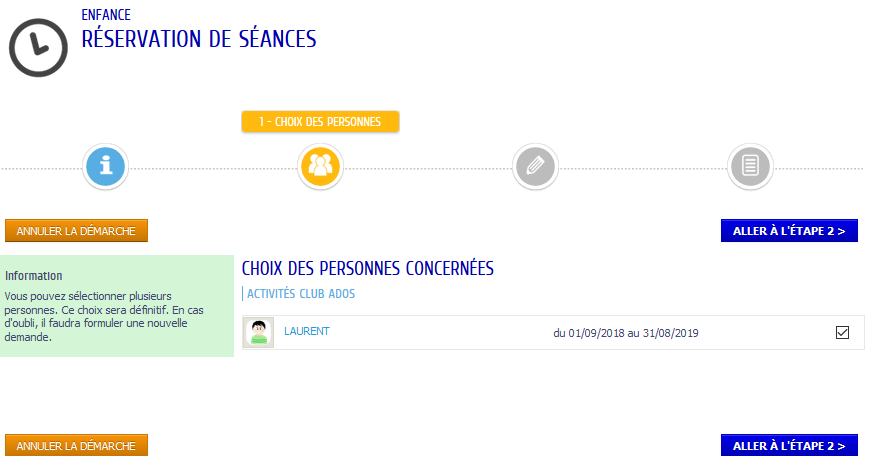 ENFANCE
RÉSERVATION DE SÉANCES
1 - CHOIX DES PERSONNES
ANNULER LA DÉMARCHE
ALLER À L'ÉTAPE 2 >
Information
Vous pouvez sélectionner plusieurs
personnes. Ce choix sera définitif. En cas
d'oubli, il faudra formuler une nouvelle
demande.
CHOIX DES PERSONNES CONCERNÉES
ACTIVITÉS CLUB ADOS
LAURENT
du 01/09/2018 au 31/08/2019
ANNULER LA DÉMARCHE
ALLER À L'ÉTAPE 2 >